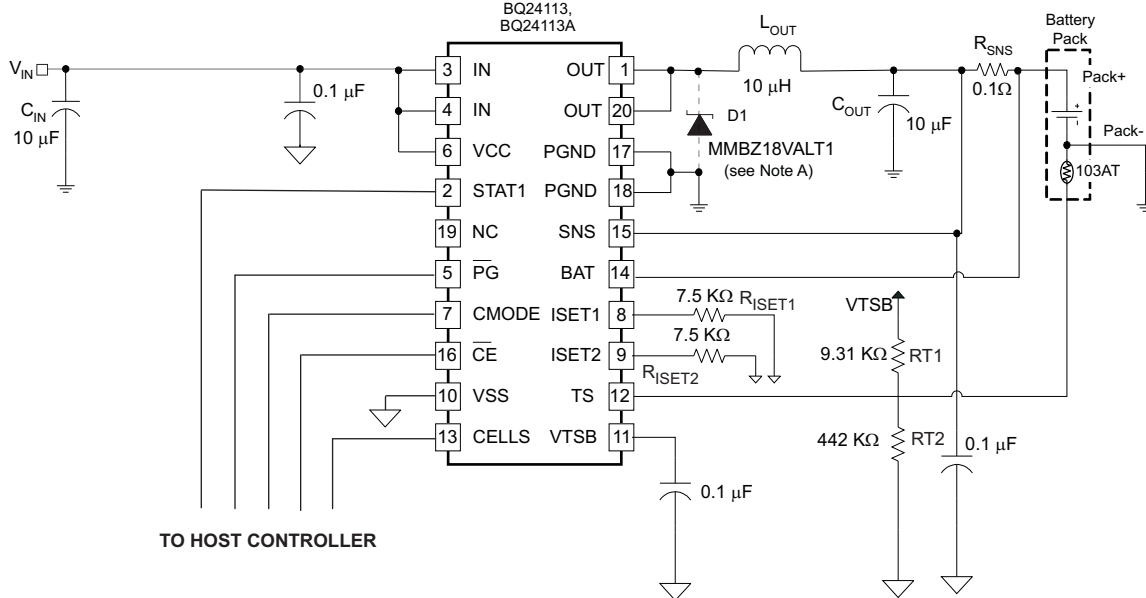 BQ24113,
BQ24113A
V_IN
C_IN
10 μF
0.1 μF
3 IN OUT 1
4 IN OUT 20
6 VCC PGND 17
2 STAT1 PGND 18
19 NC SNS 15
5 P̅G̅ BAT 14
7 CMODE ISET1 8
16 C̅E̅ ISET2 9
10 VSS TS 12
13 CELLS VTSB 11
L_OUT
10 μH
D1
MMBZ18VALT1
(see Note A)
C_OUT
10 μF
R_SNS
0.1Ω
Battery
Pack
Pack+
+
-
Pack-
103AT
7.5 KΩ R_ISET1
7.5 KΩ
R_ISET2
VTSB
9.31 KΩ RT1
442 KΩ RT2
0.1 μF
0.1 μF
TO HOST CONTROLLER